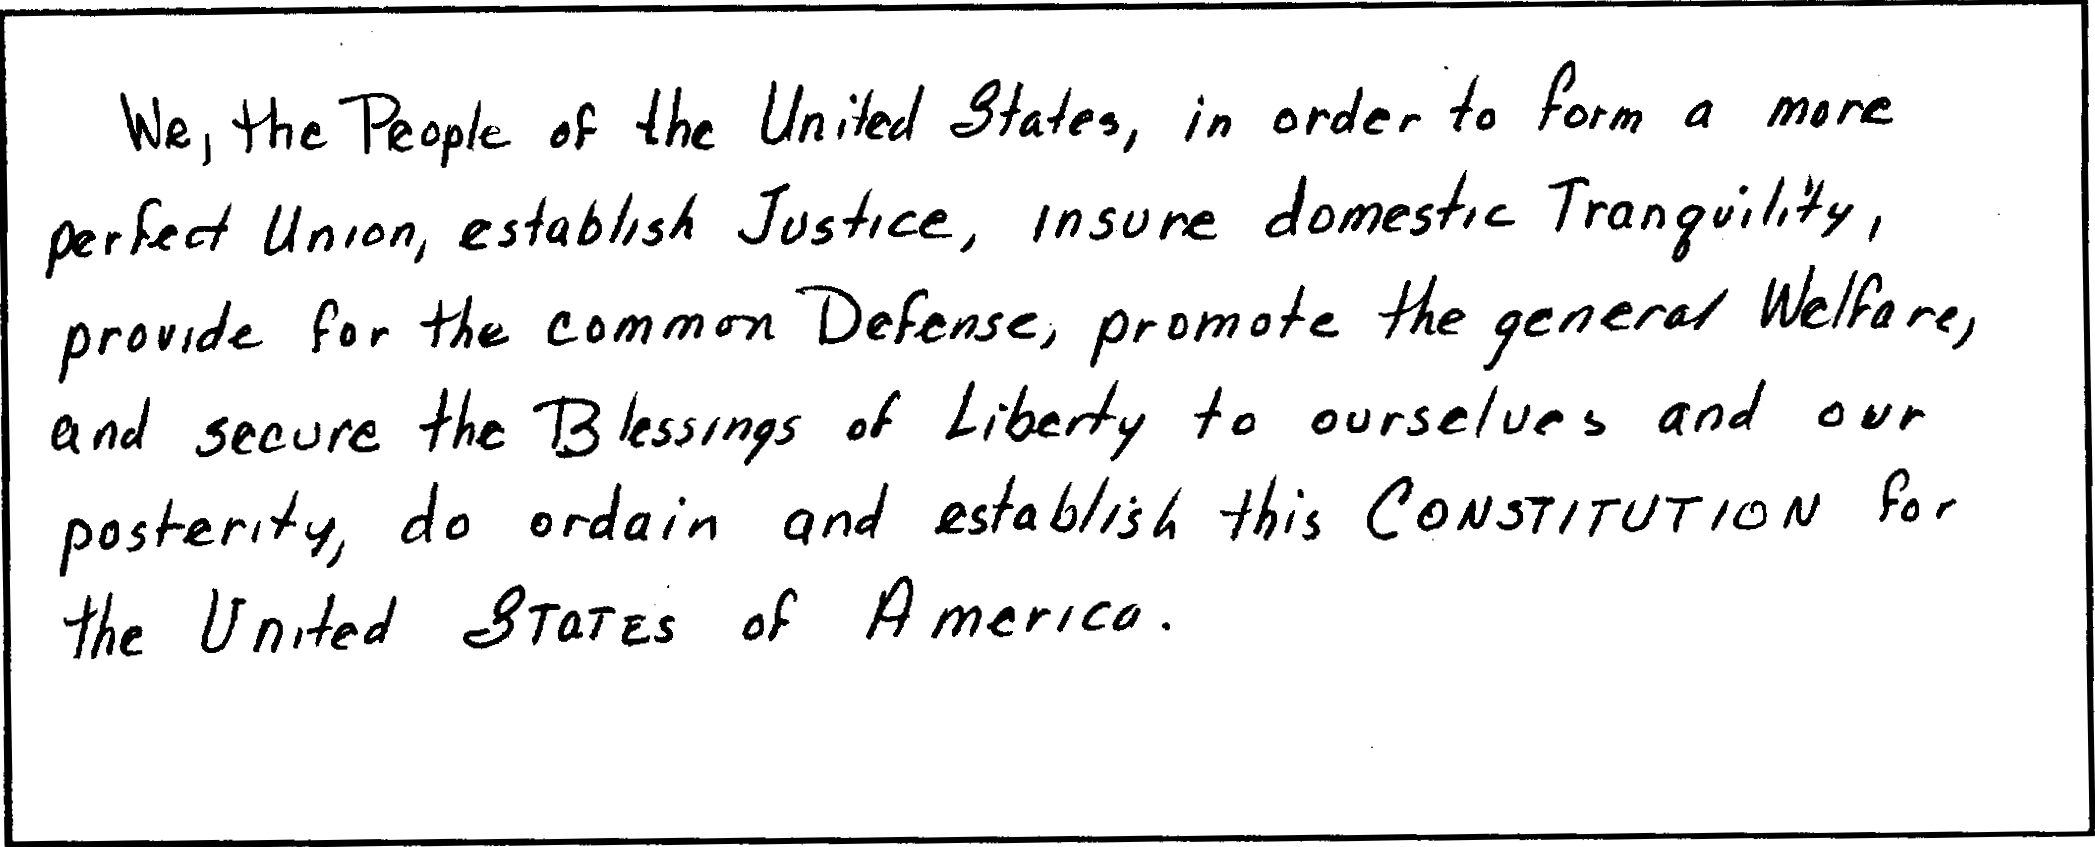 We, the People of the United States, in order to form a more
perfect Union, establish Justice, insure domestic Tranquility,
provide for the common Defense, promote the general Welfare,
and secure the Blessings of Liberty to ourselves and our
posterity, do ordain and establish this CONSTITUTION for
the United STaTES of America.